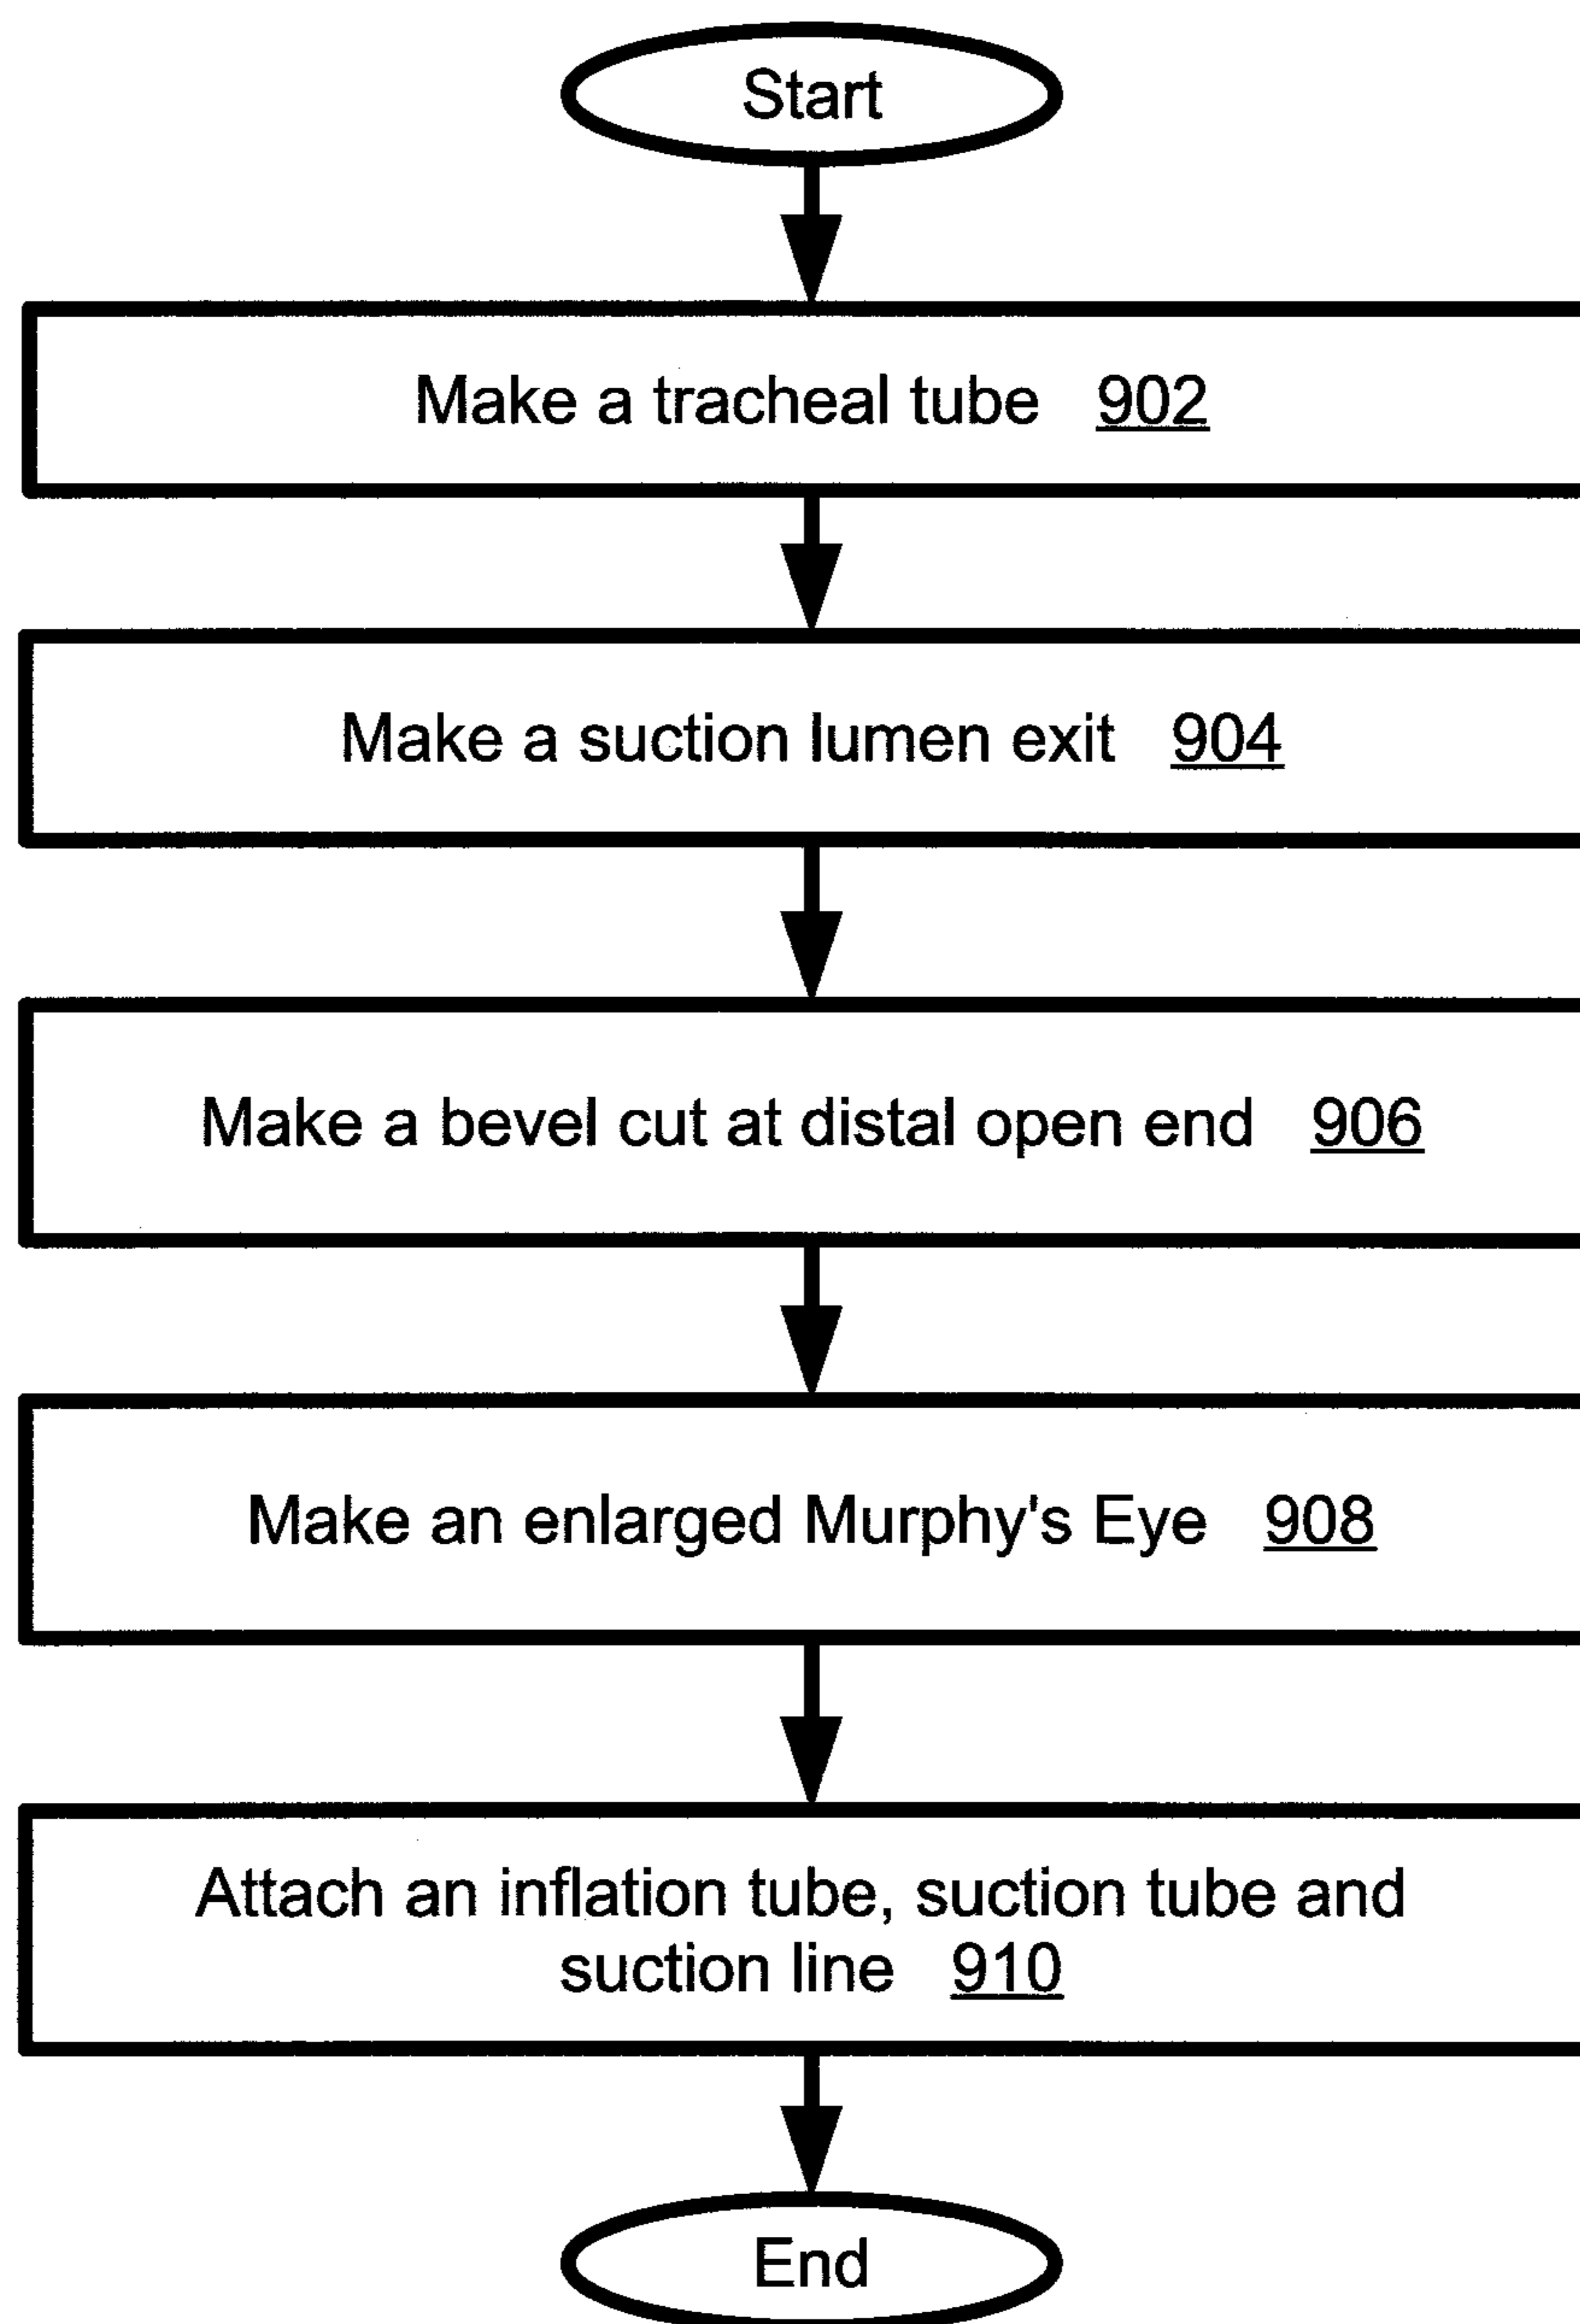 Start
Make a tracheal tube 902
Make a suction lumen exit 904
Make a bevel cut at distal open end 906
Make an enlarged Murphy's Eye 908
Attach an inflation tube, suction tube and
suction line 910
End